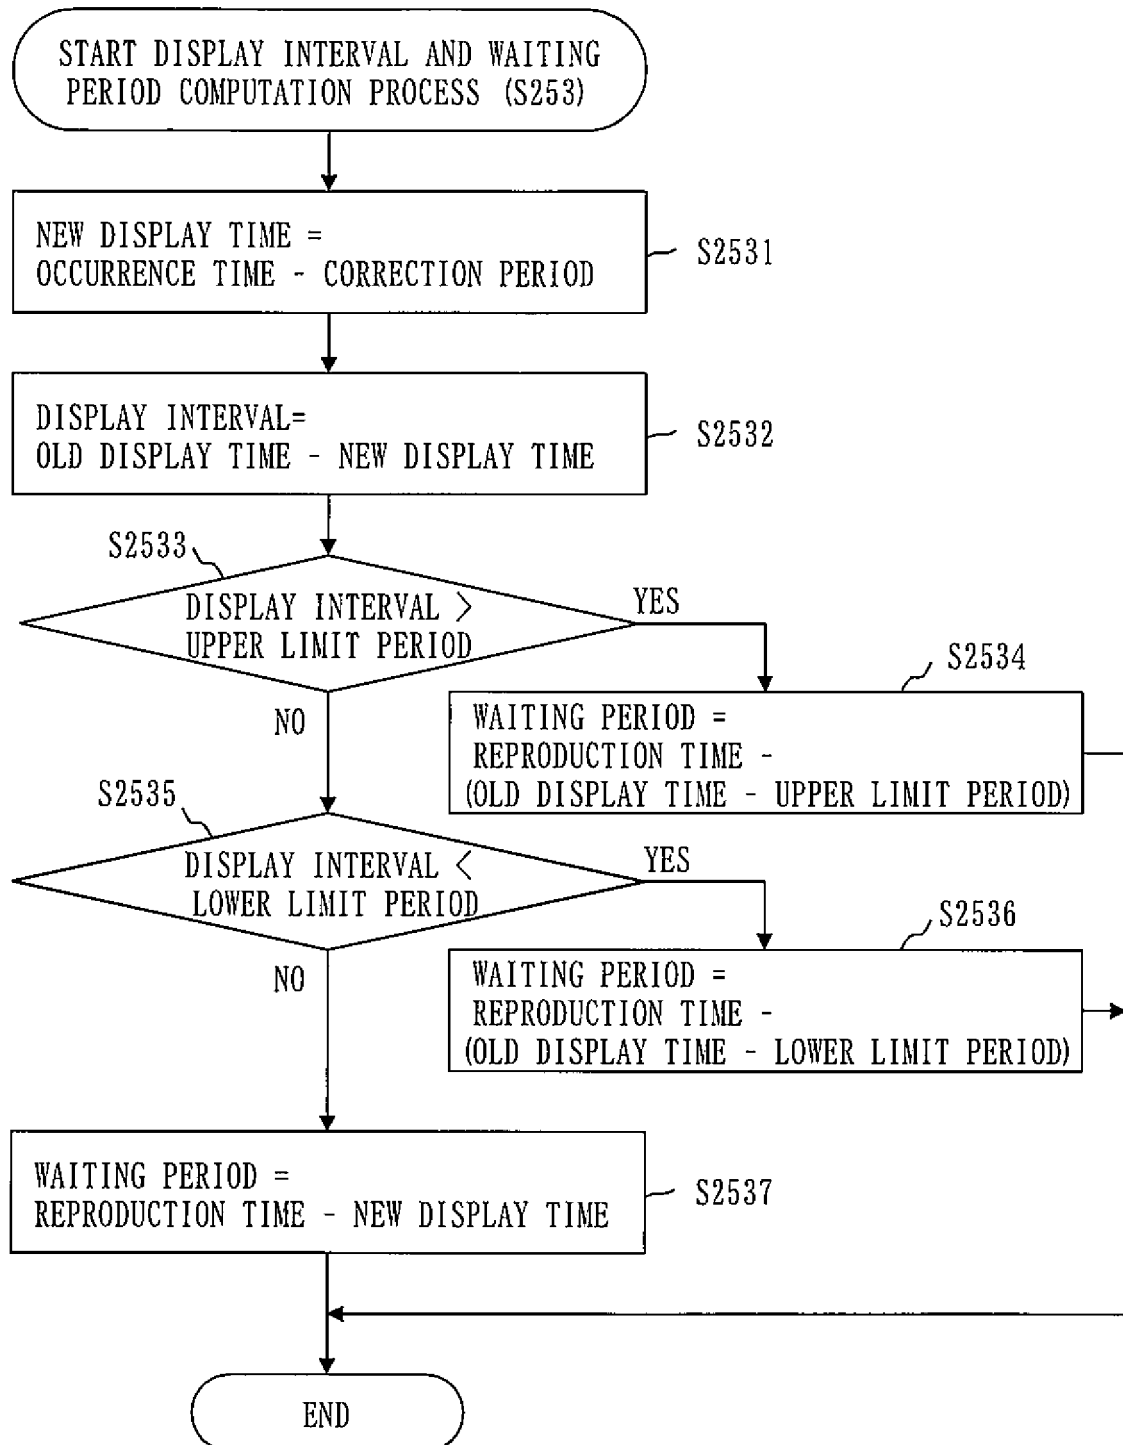 START DISPLAY INTERVAL AND WAITING
PERIOD COMPUTATION PROCESS (S253)
NEW DISPLAY TIME =
OCCURRENCE TIME - CORRECTION PERIOD
S2531
DISPLAY INTERVAL=
OLD DISPLAY TIME - NEW DISPLAY TIME
S2532
S2533
DISPLAY INTERVAL >
UPPER LIMIT PERIOD
YES
NO
S2534
WAITING PERIOD =
REPRODUCTION TIME -
(OLD DISPLAY TIME - UPPER LIMIT PERIOD)
S2535
DISPLAY INTERVAL <
LOWER LIMIT PERIOD
YES
NO
S2536
WAITING PERIOD =
REPRODUCTION TIME -
(OLD DISPLAY TIME - LOWER LIMIT PERIOD)
WAITING PERIOD =
REPRODUCTION TIME - NEW DISPLAY TIME
S2537
END